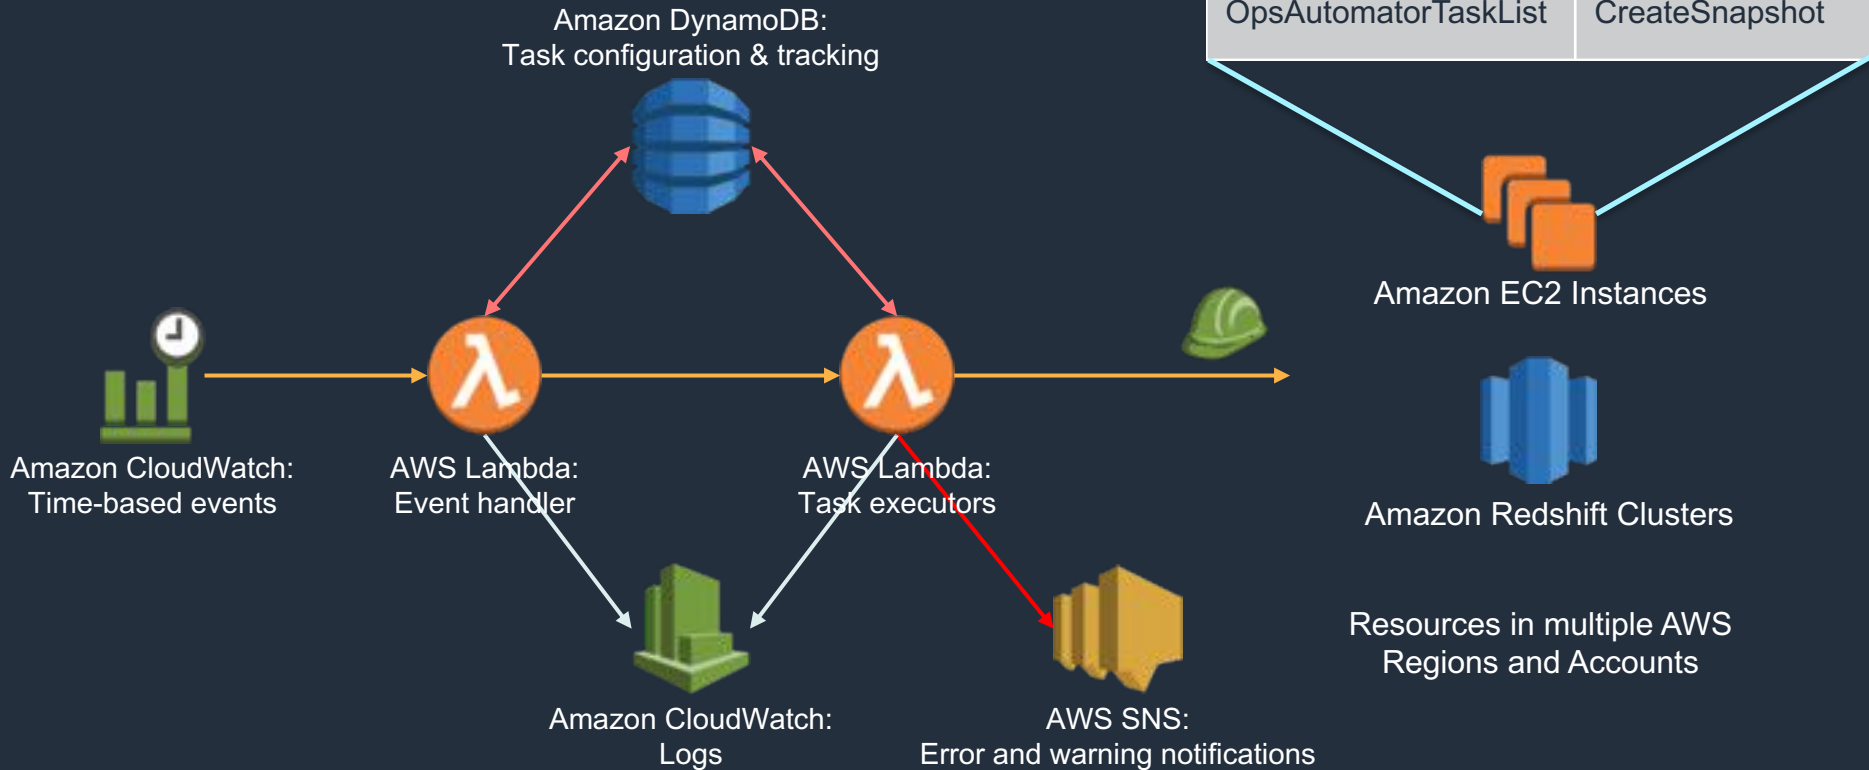 Amazon DynamoDB:
Task configuration & tracking
OpsAutomatorTaskList
CreateSnapshot
Amazon EC2 Instances
Amazon CloudWatch:
Time-based events
AWS Lambda:
Event handler
AWS Lambda:
Task executors
Amazon Redshift Clusters
Resources in multiple AWS
Regions and Accounts
Amazon CloudWatch:
Logs
AWS SNS:
Error and warning notifications